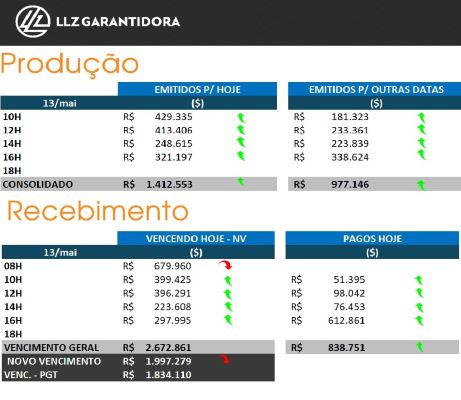 LLZ GARANTIDORA
Produção
EMITIDOS P/ HOJE EMITIDOS P/ OUTRAS DATAS
13/mai ($) ($)
10H R$ 429.335 R$ 181.323
12H R$ 413.406 R$ 233.361
14H R$ 248.615 R$ 223.839
16H R$ 321.197 R$ 338.624
18H
CONSOLIDADO R$ 1.412.553 R$ 977.146
Recebimento
VENCENDO HOJE - NV PAGOS HOJE
13/mai ($) ($)
08H R$ 679.960
10H R$ 399.425 R$ 51.395
12H R$ 396.291 R$ 98.042
14H R$ 223.608 R$ 76.453
16H R$ 297.995 R$ 612.861
18H
VENCIMENTO GERAL R$ 2.672.861 R$ 838.751
NOVO VENCIMENTO R$ 1.997.279
VENC. - PGT R$ 1.834.110